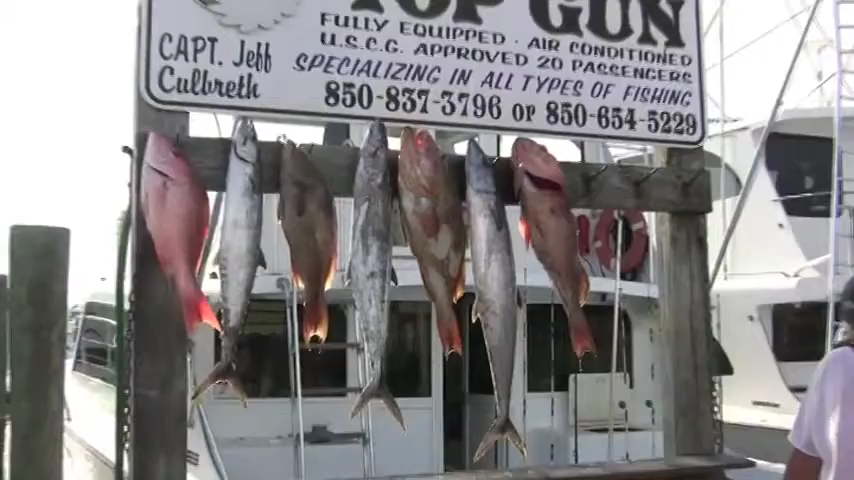 TOP GUN
FULLY EQUIPPED · AIR CONDITIONED
U.S.C.G. APPROVED 20 PASSENGERS
SPECIALIZING IN ALL TYPES OF FISHING
850-837-3796 OR 850-654-5229
CAPT. Jeff
Culbreth